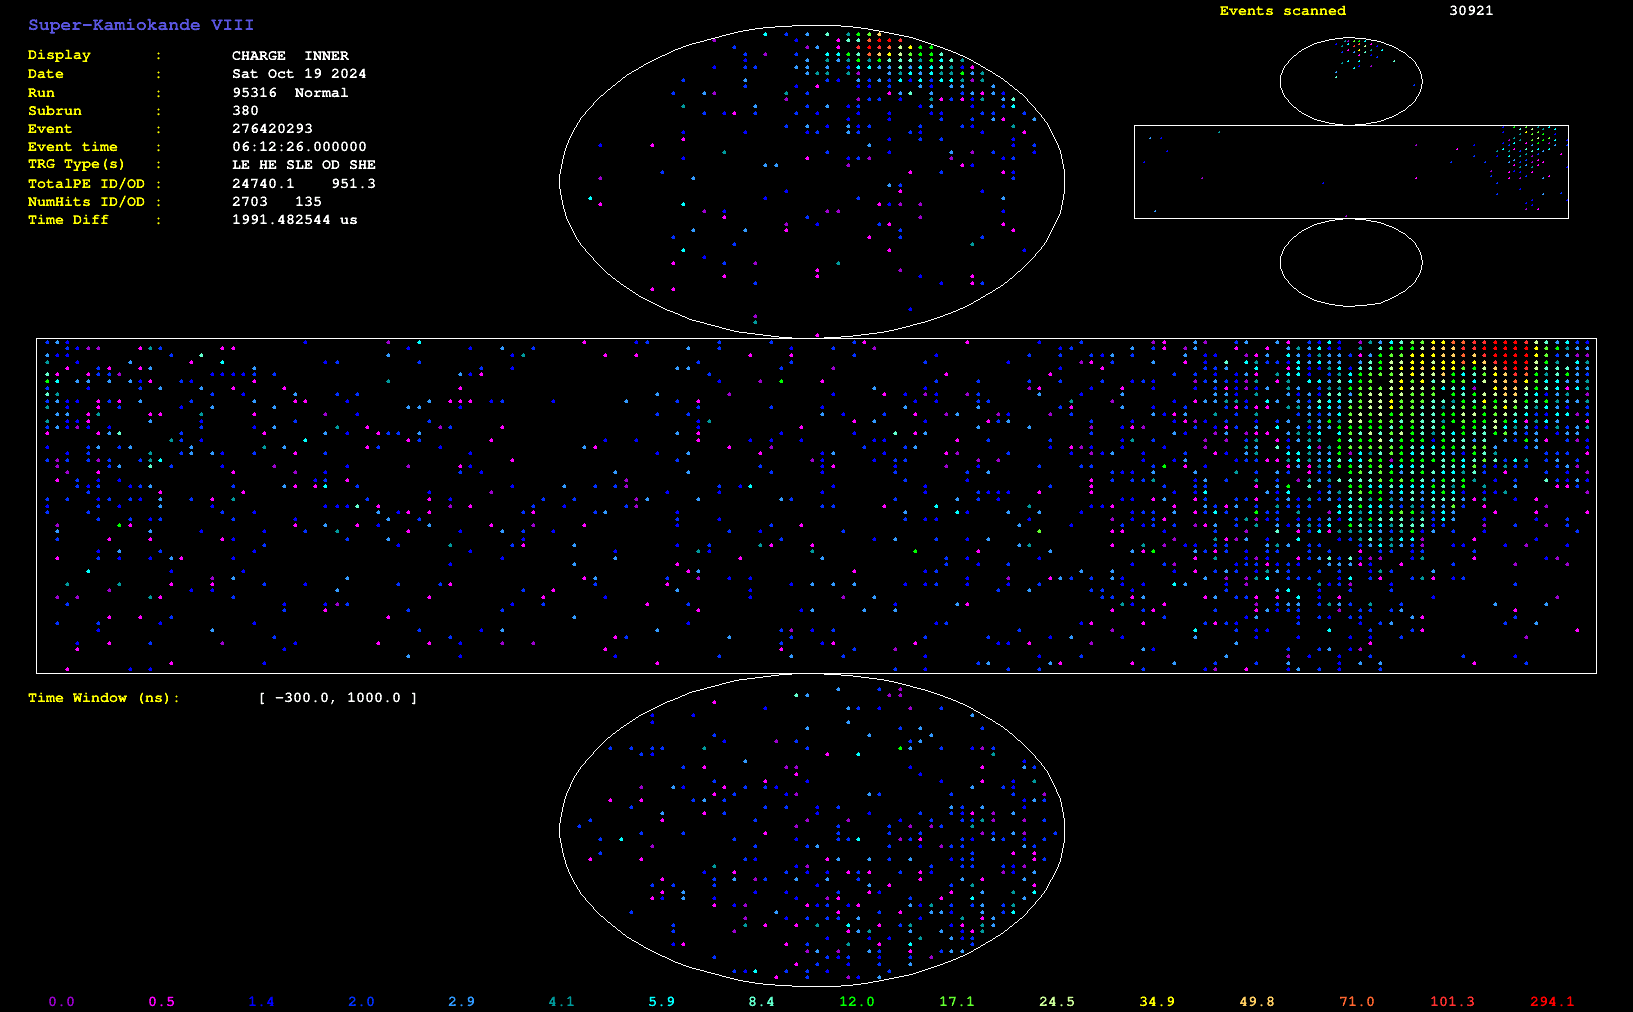 Super-Kamiokande VIII
Events scanned 30921
Display : CHARGE INNER
Date : Sat Oct 19 2024
Run : 95316 Normal
Subrun : 380
Event : 276420293
Event time : 06:12:26.000000
TRG Type(s) : LE HE SLE OD SHE
TotalPE ID/OD : 24740.1 951.3
NumHits ID/OD : 2703 135
Time Diff : 1991.482544 us
Time Window (ns): [ −300.0, 1000.0 ]
0.0 0.5 1.4 2.0 2.9 4.1 5.9 8.4 12.0 17.1 24.5 34.9 49.8 71.0 101.3 294.1